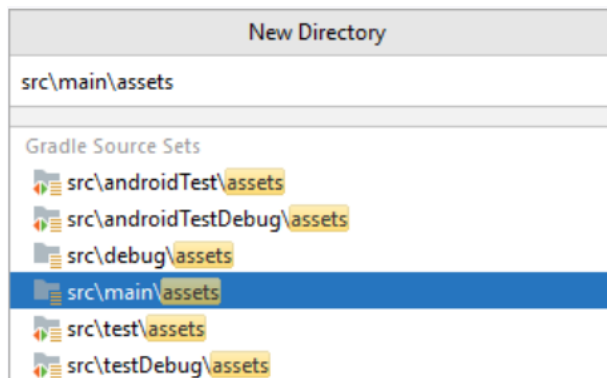 New Directory
src\main\assets
Gradle Source Sets
src\androidTest\assets
src\androidTestDebug\assets
src\debug\assets
src\main\assets
src\test\assets
src\testDebug\assets